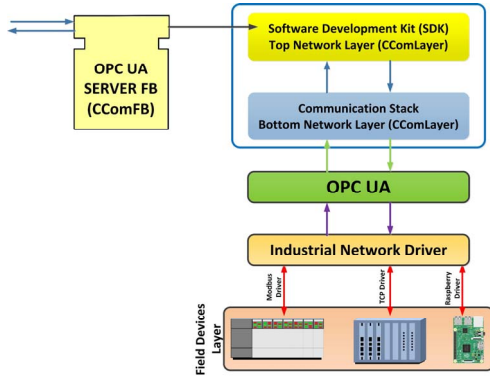 OPC UA
SERVER FB
(CComFB)
Software Development Kit (SDK)
Top Network Layer (CComLayer)
Communication Stack
Bottom Network Layer (CComLayer)
OPC UA
Industrial Network Driver
Modbus
Driver
TCP Driver
Raspberry
Driver
Field Devices
Layer